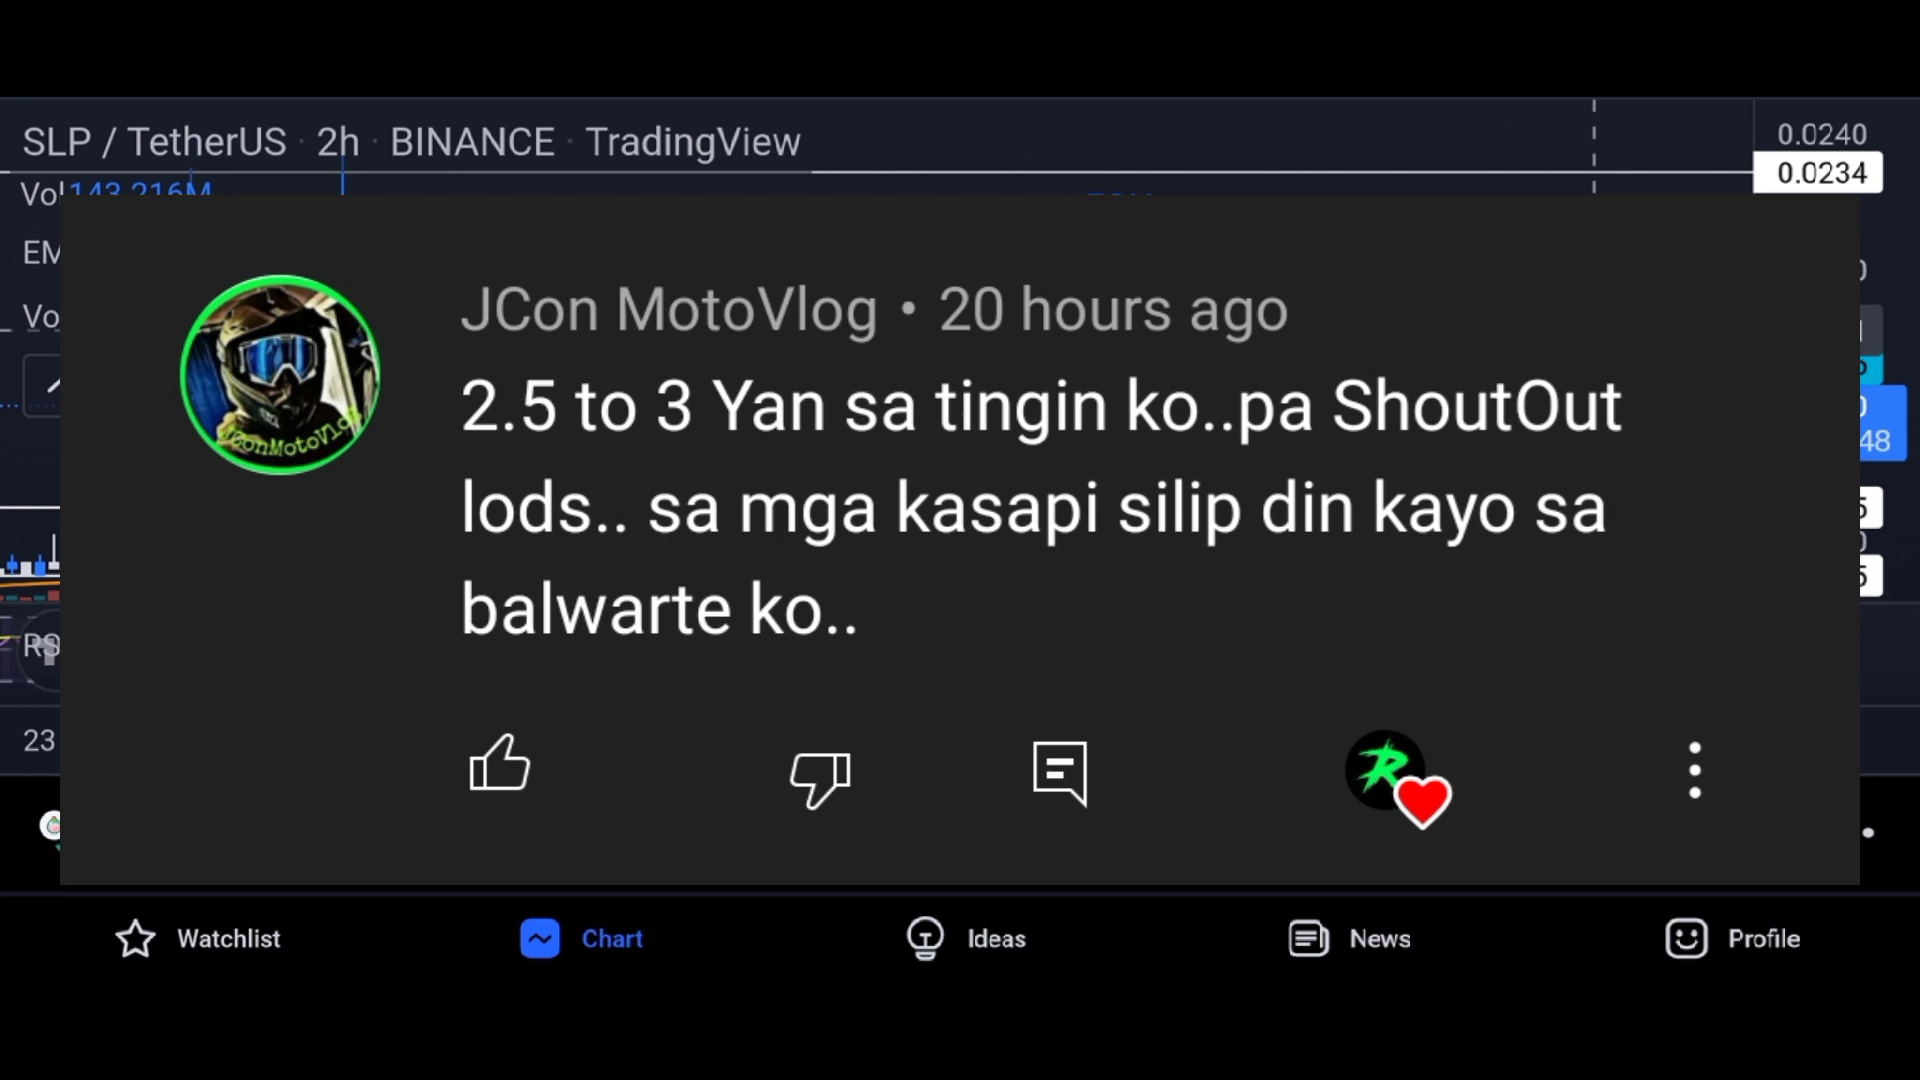 SLP / TetherUS · 2h · BINANCE · TradingView
0.0240
0.0234
Vol 143.216M
JCon MotoVlog • 20 hours ago
2.5 to 3 Yan sa tingin ko..pa ShoutOut
lods.. sa mga kasapi silip din kayo sa
balwarte ko..
JConMotoVlog
48
23
Watchlist
Chart
Ideas
News
Profile